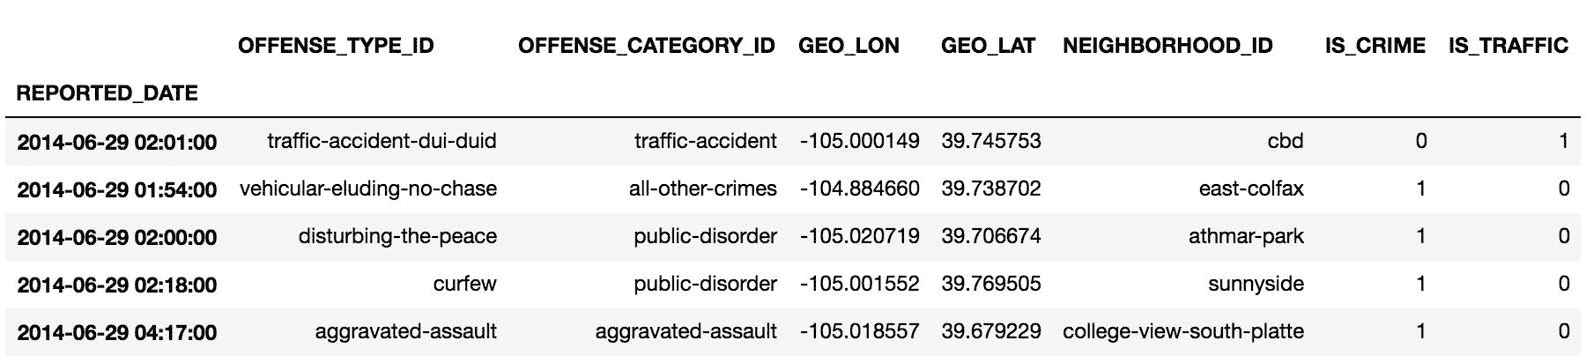 OFFENSE_TYPE_ID OFFENSE_CATEGORY_ID GEO_LON GEO_LAT NEIGHBORHOOD_ID IS_CRIME IS_TRAFFIC
REPORTED_DATE
2014-06-29 02:01:00 traffic-accident-dui-duid traffic-accident -105.000149 39.745753 cbd 0 1
2014-06-29 01:54:00 vehicular-eluding-no-chase all-other-crimes -104.884660 39.738702 east-colfax 1 0
2014-06-29 02:00:00 disturbing-the-peace public-disorder -105.020719 39.706674 athmar-park 1 0
2014-06-29 02:18:00 curfew public-disorder -105.001552 39.769505 sunnyside 1 0
2014-06-29 04:17:00 aggravated-assault aggravated-assault -105.018557 39.679229 college-view-south-platte 1 0